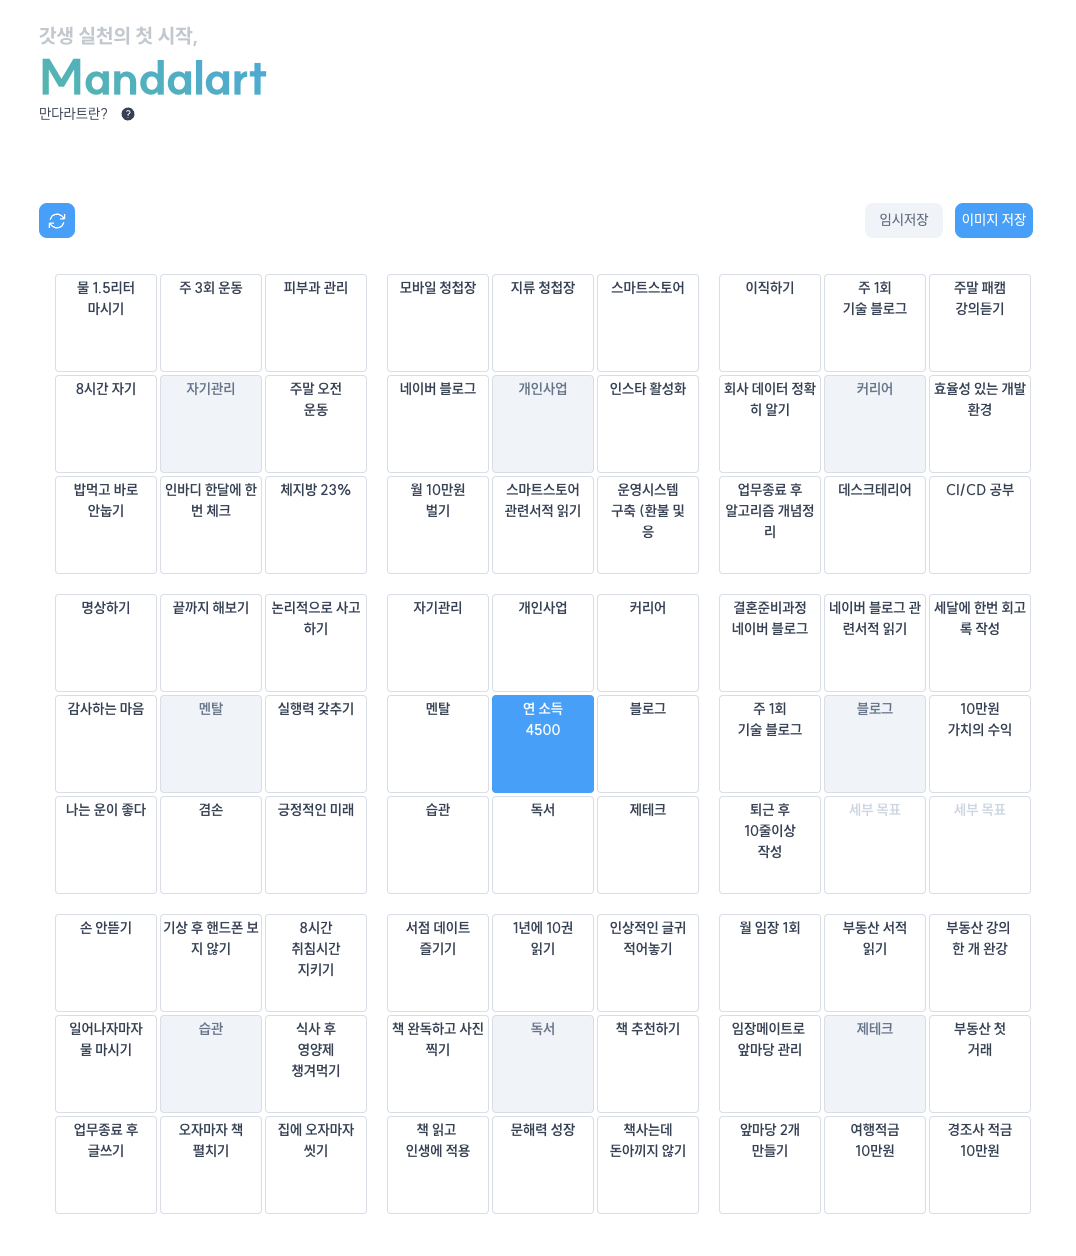 갓생 실천의 첫 시작,
Mandalart
만다라트란? ?
임시저장 이미지 저장
물 1.5리터
마시기
주 3회 운동
피부과 관리
8시간 자기
자기관리
주말 오전
운동
밥먹고 바로
안눕기
인바디 한달에 한
번 체크
체지방 23%
모바일 청첩장
지류 청첩장
스마트스토어
네이버 블로그
개인사업
인스타 활성화
월 10만원
벌기
스마트스토어
관련서적 읽기
운영시스템
구축 (환불 및
응
이직하기
주 1회
기술 블로그
주말 패캠
강의듣기
회사 데이터 정확
히 알기
커리어
효율성 있는 개발
환경
업무종료 후
알고리즘 개념정
리
데스크테리어
CI/CD 공부
명상하기
끝까지 해보기
논리적으로 사고
하기
감사하는 마음
멘탈
실행력 갖추기
나는 운이 좋다
겸손
긍정적인 미래
자기관리
개인사업
커리어
멘탈
연 소득
4500
블로그
습관
독서
제테크
결혼준비과정
네이버 블로그
네이버 블로그 관
련서적 읽기
세달에 한번 회고
록 작성
주 1회
기술 블로그
블로그
10만원
가치의 수익
퇴근 후
10줄이상
작성
세부 목표
세부 목표
손 안뜯기
기상 후 핸드폰 보
지 않기
8시간
취침시간
지키기
일어나자마자
물 마시기
습관
식사 후
영양제
챙겨먹기
업무종료 후
글쓰기
오자마자 책
펼치기
집에 오자마자
씻기
서점 데이트
즐기기
1년에 10권
읽기
인상적인 글귀
적어놓기
책 완독하고 사진
찍기
독서
책 추천하기
책 읽고
인생에 적용
문해력 성장
책사는데
돈아끼지 않기
월 임장 1회
부동산 서적
읽기
부동산 강의
한 개 완강
임장메이트로
앞마당 관리
제테크
부동산 첫
거래
앞마당 2개
만들기
여행적금
10만원
경조사 적금
10만원